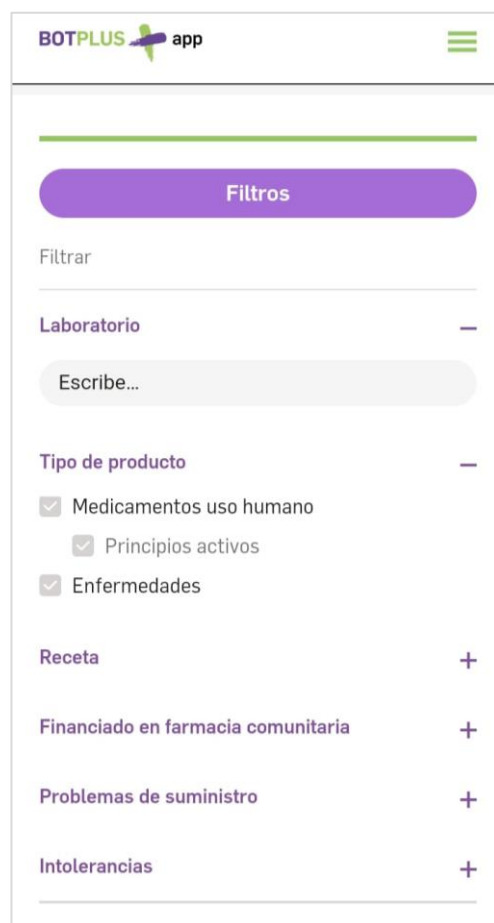 BOTPLUS app
Filtros
Filtrar
Laboratorio
Escribe...
Tipo de producto
Medicamentos uso humano
Principios activos
Enfermedades
Receta
Financiado en farmacia comunitaria
Problemas de suministro
Intolerancias